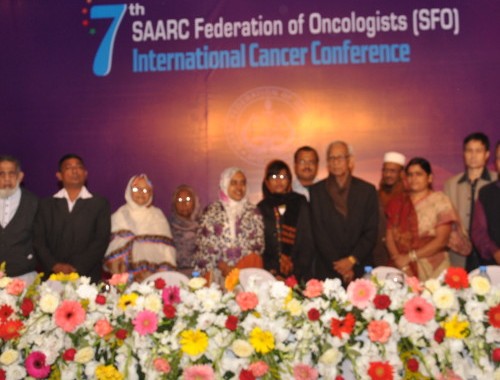 7th
SAARC Federation of Oncologists (SFO)
International Cancer Conference